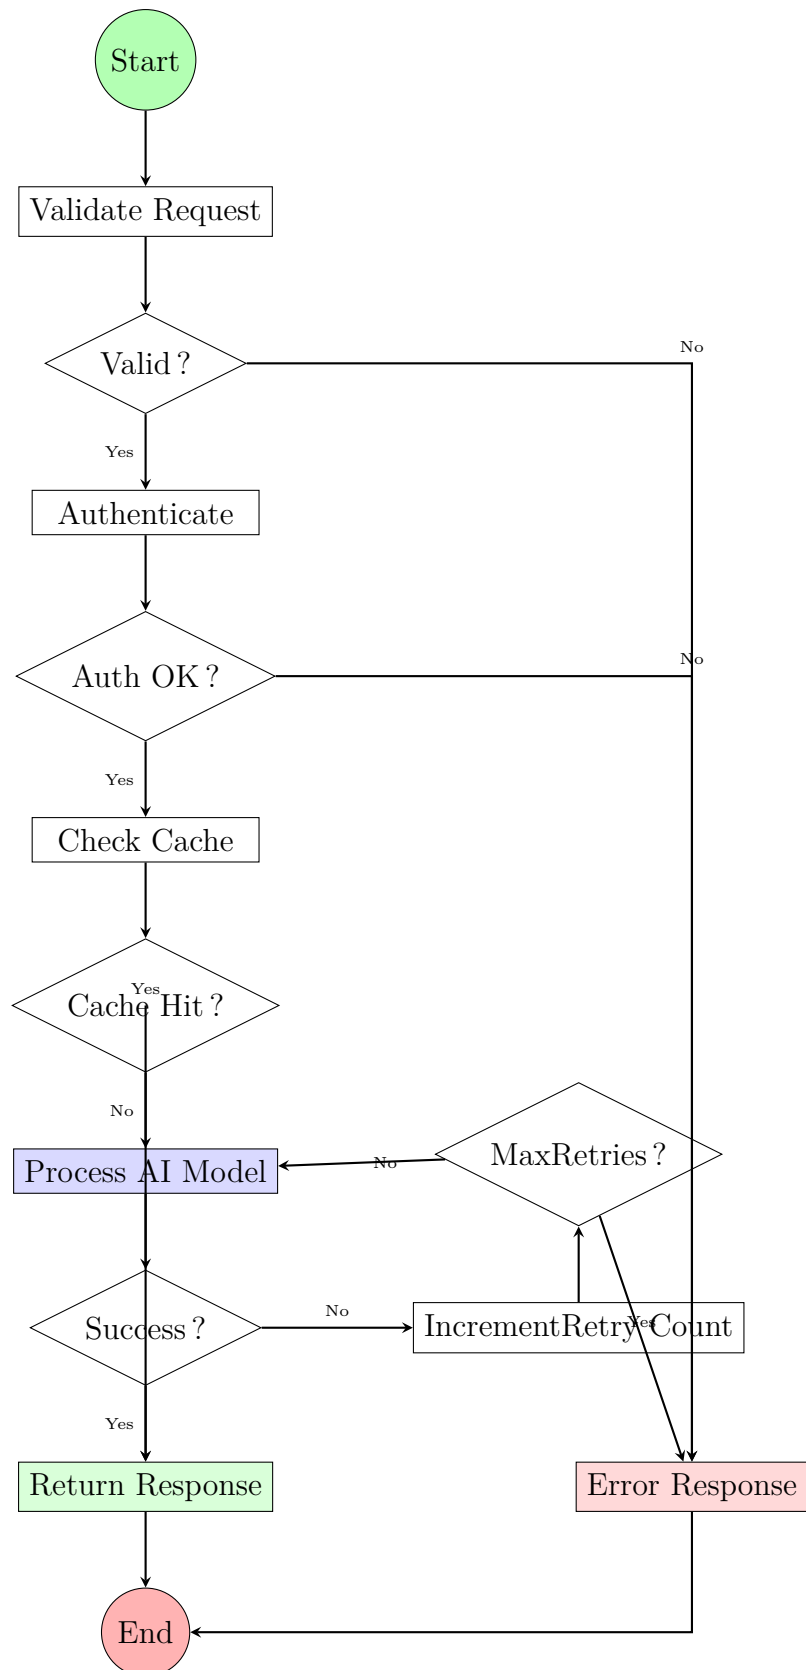 Start
Validate Request
No
Valid ?
Yes
Authenticate
No
Auth OK ?
Yes
Check Cache
Yes
Cache Hit ?
No
MaxRetries ?
No
Process AI Model
No
Success ?
IncrementRetry Count
Yes
Yes
Return Response
Error Response
End